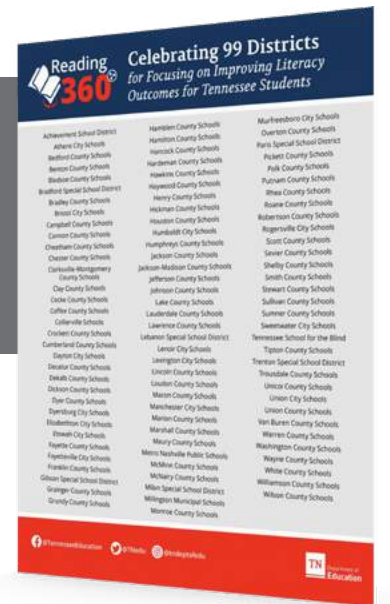 Reading
360
Celebrating 99 Districts
for Focusing on Improving Literacy
Outcomes for Tennessee Students
Achievement School District
Athens City Schools
Bedford County Schools
Benton County Schools
Bledsoe County Schools
Bradford Special School District
Bradley County Schools
Bristol City Schools
Campbell County Schools
Cannon County Schools
Cheatham County Schools
Chester County Schools
Clarksville-Montgomery
County Schools
Clay County Schools
Cocke County Schools
Coffee County Schools
Collierville Schools
Crockett County Schools
Cumberland County Schools
Dayton City Schools
Decatur County Schools
DeKalb County Schools
Dickson County Schools
Dyer County Schools
Dyersburg City Schools
Elizabethton City Schools
Etowah City Schools
Fayette County Schools
Fayetteville City Schools
Franklin County Schools
Gibson Special School District
Grainger County Schools
Grundy County Schools
Hamblen County Schools
Hamilton County Schools
Hancock County Schools
Hardeman County Schools
Hawkins County Schools
Haywood County Schools
Henry County Schools
Hickman County Schools
Houston County Schools
Humboldt City Schools
Humphreys County Schools
Jackson County Schools
Jackson-Madison County Schools
Jefferson County Schools
Johnson County Schools
Lake County Schools
Lauderdale County Schools
Lawrence County Schools
Lebanon Special School District
Lenoir City Schools
Lexington City Schools
Lincoln County Schools
Loudon County Schools
Macon County Schools
Manchester City Schools
Marion County Schools
Marshall County Schools
Maury County Schools
Metro Nashville Public Schools
McMinn County Schools
McNairy County Schools
Milan Special School District
Millington Municipal Schools
Monroe County Schools
Murfreesboro City Schools
Overton County Schools
Paris Special School District
Pickett County Schools
Polk County Schools
Putnam County Schools
Rhea County Schools
Roane County Schools
Robertson County Schools
Rogersville City Schools
Scott County Schools
Sevier County Schools
Shelby County Schools
Smith County Schools
Stewart County Schools
Sullivan County Schools
Sumner County Schools
Sweetwater City Schools
Tennessee School for the Blind
Tipton County Schools
Trenton Special School District
Trousdale County Schools
Unicoi County Schools
Union City Schools
Union County Schools
Van Buren County Schools
Warren County Schools
Washington County Schools
Wayne County Schools
White County Schools
Williamson County Schools
Wilson County Schools
@TennesseeEducation
@TNedu
TN
Department of
Education